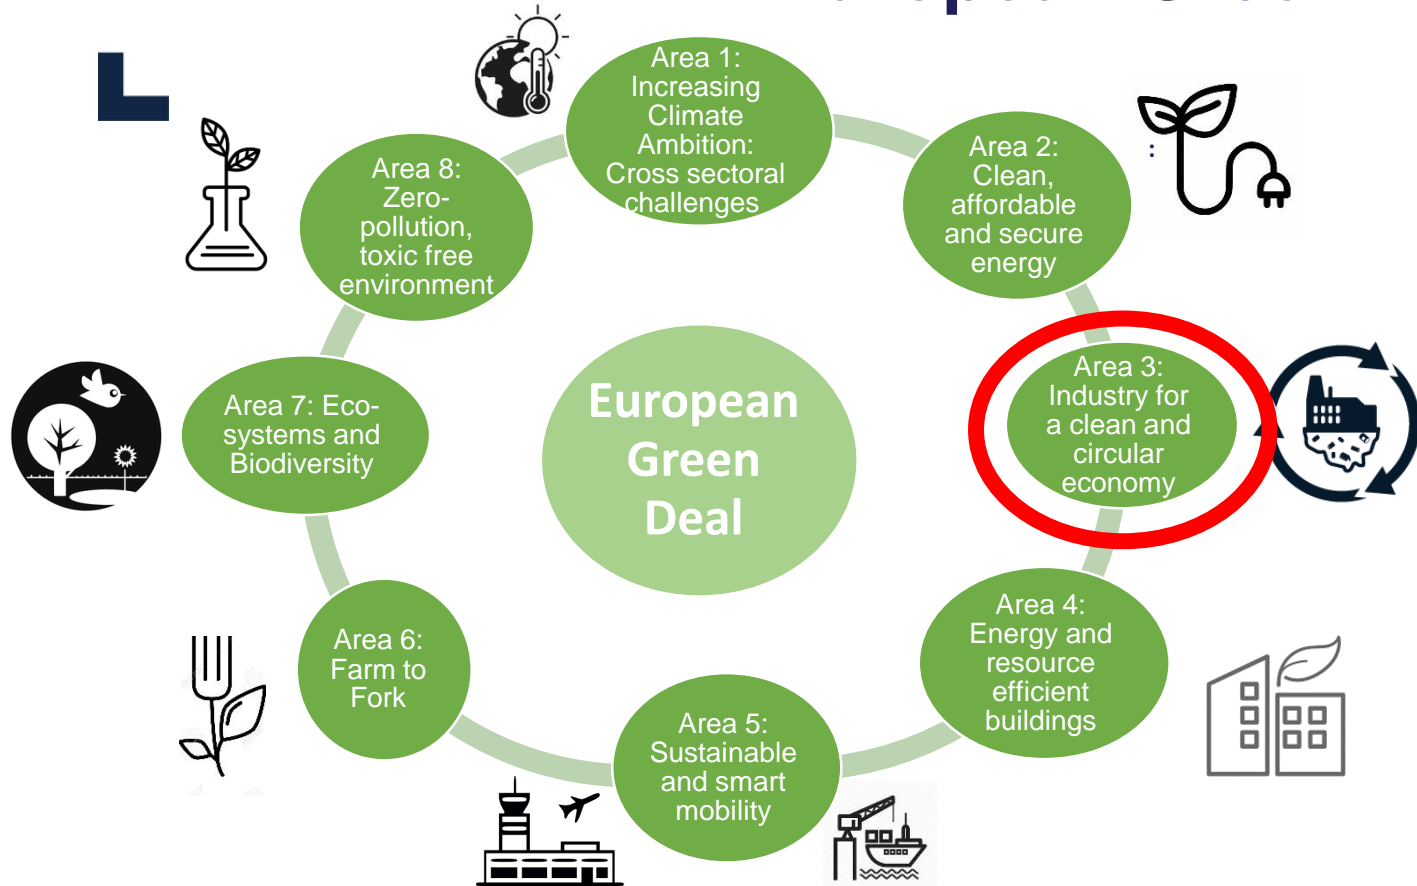 Area 1:
Increasing
Climate
Ambition:
Cross sectoral
challenges
Area 2:
Clean,
affordable
and secure
energy
:
Area 3:
Industry for
a clean and
circular
economy
Area 4:
Energy and
resource
efficient
buildings
Area 5:
Sustainable
and smart
mobility
Area 6:
Farm to
Fork
Area 7: Eco-
systems and
Biodiversity
Area 8:
Zero-
pollution,
toxic free
environment
European
Green
Deal